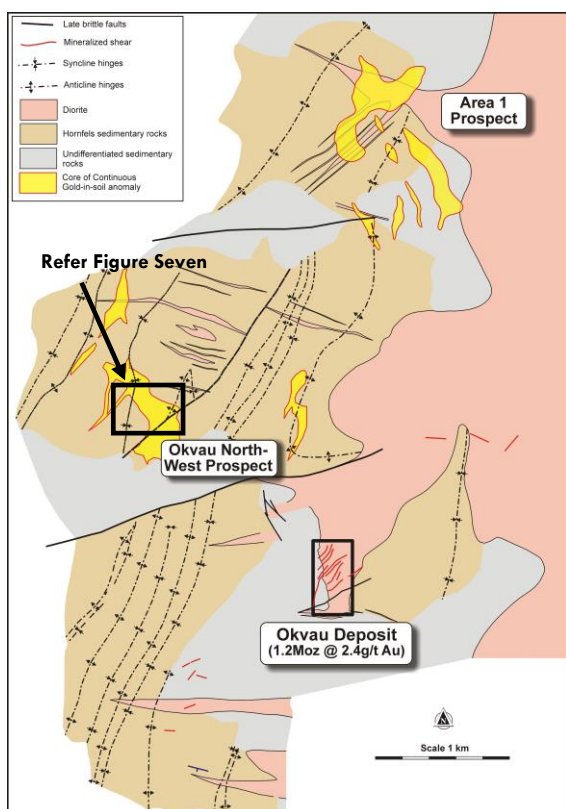 Late brittle faults
Mineralized shear
Syncline hinges
Anticline hinges
Diorite
Hornfels sedimentary rocks
Undifferentiated sedimentary
rocks
Core of Continuous
Gold-in-soil anomaly
Area 1
Prospect
Refer Figure Seven
Okvau North-
West Prospect
Okvau Deposit
(1.2Moz @ 2.4g/t Au)
N
Scale 1 km